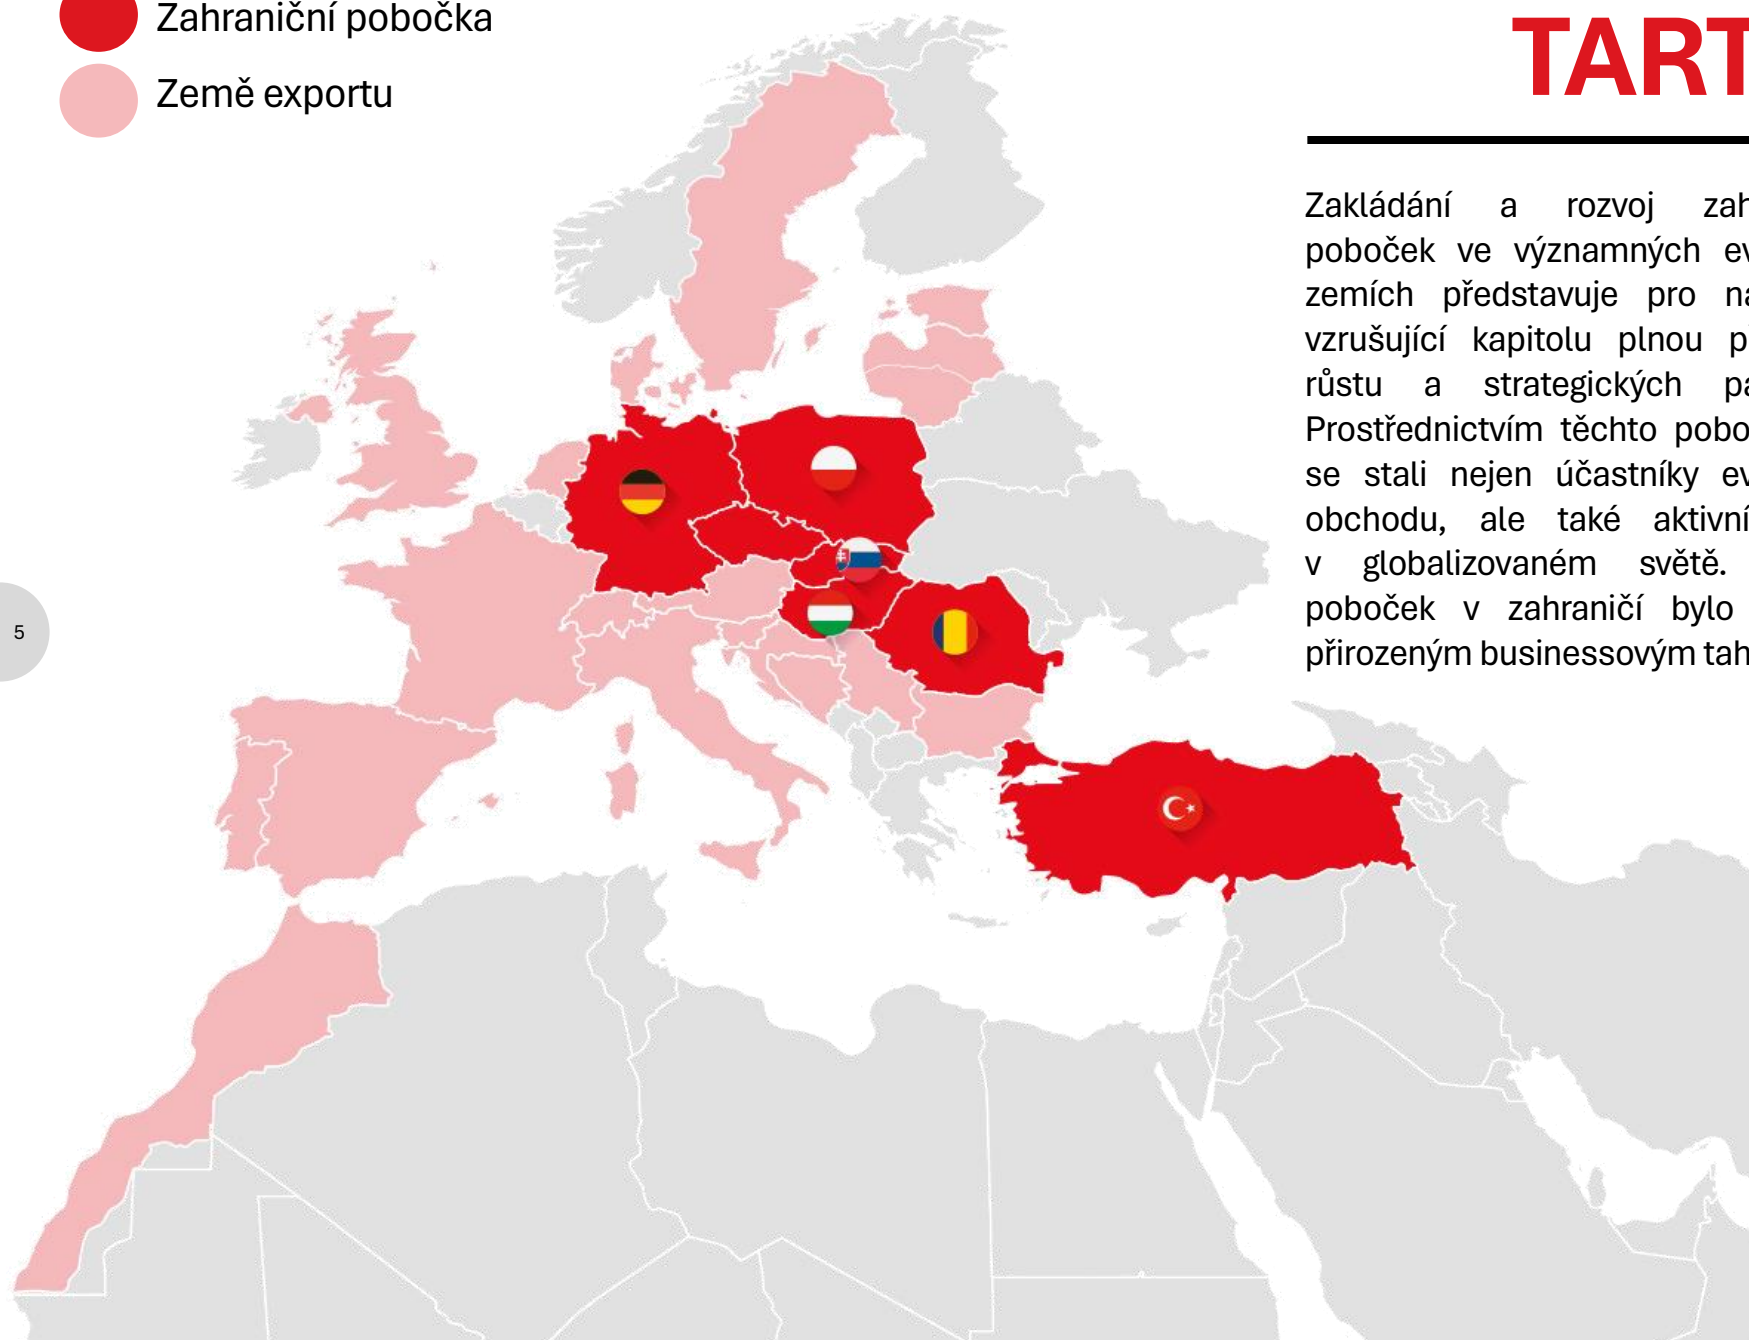 Zahraniční pobočka
Země exportu
TART
Zakládání a rozvoj zah
poboček ve významných ev
zemích představuje pro na
vzrušující kapitolu plnou p
růstu a strategických pa
Prostřednictvím těchto pobo
se stali nejen účastníky ev
obchodu, ale také aktivní
v globalizovaném světě.
poboček v zahraničí bylo
přirozeným businessovým tah
5